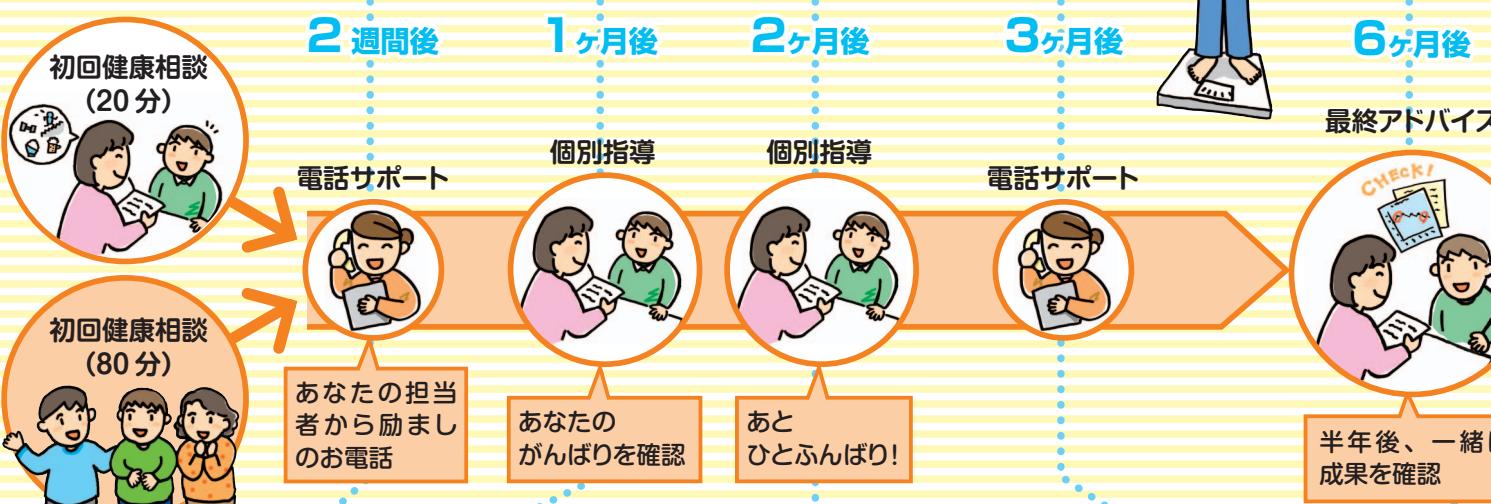 初回健康相談
（20分）
初回健康相談
（80分）
2週間後
電話サポート
あなたの担当
者から励まし
のお電話
1ヶ月後
個別指導
あなたの
がんばりを確認
2ヶ月後
個別指導
あと
ひとふんばり！
3ヶ月後
電話サポート
6ヶ月後
最終アドバイス
CHECK!
半年後、一緒に
成果を確認